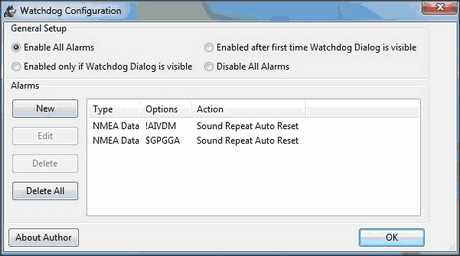 Watchdog Configuration
General Setup
Enable All Alarms
Enabled after first time Watchdog Dialog is visible
Enabled only if Watchdog Dialog is visible
Disable All Alarms
Alarms
New
Edit
Delete
Delete All
Type Options Action
NMEA Data !AIVDM Sound Repeat Auto Reset
NMEA Data $GPGGA Sound Repeat Auto Reset
About Author
OK